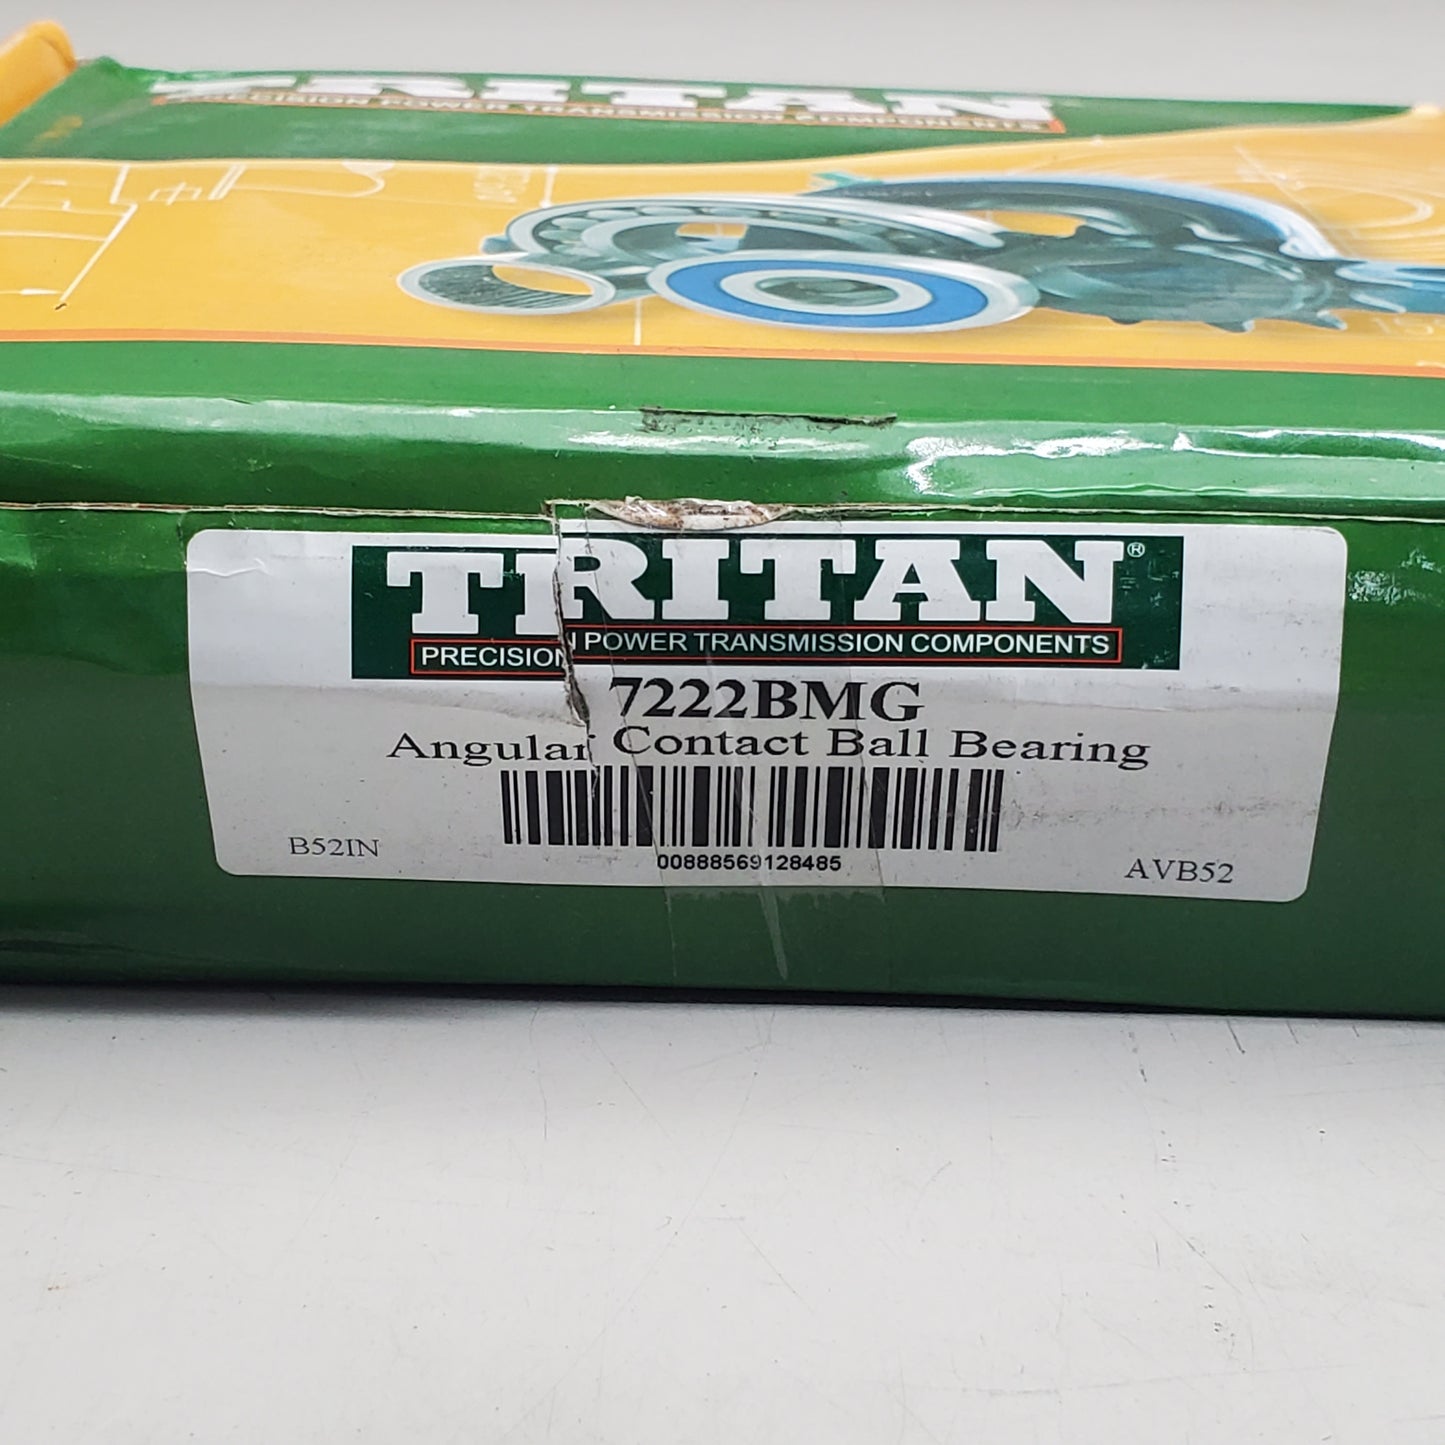 TRITAN
PRECISION POWER TRANSMISSION COMPONENTS
TRITAN®
PRECISION POWER TRANSMISSION COMPONENTS
7222BMG
Angular Contact Ball Bearing
00888569128485
B52IN
AVB52